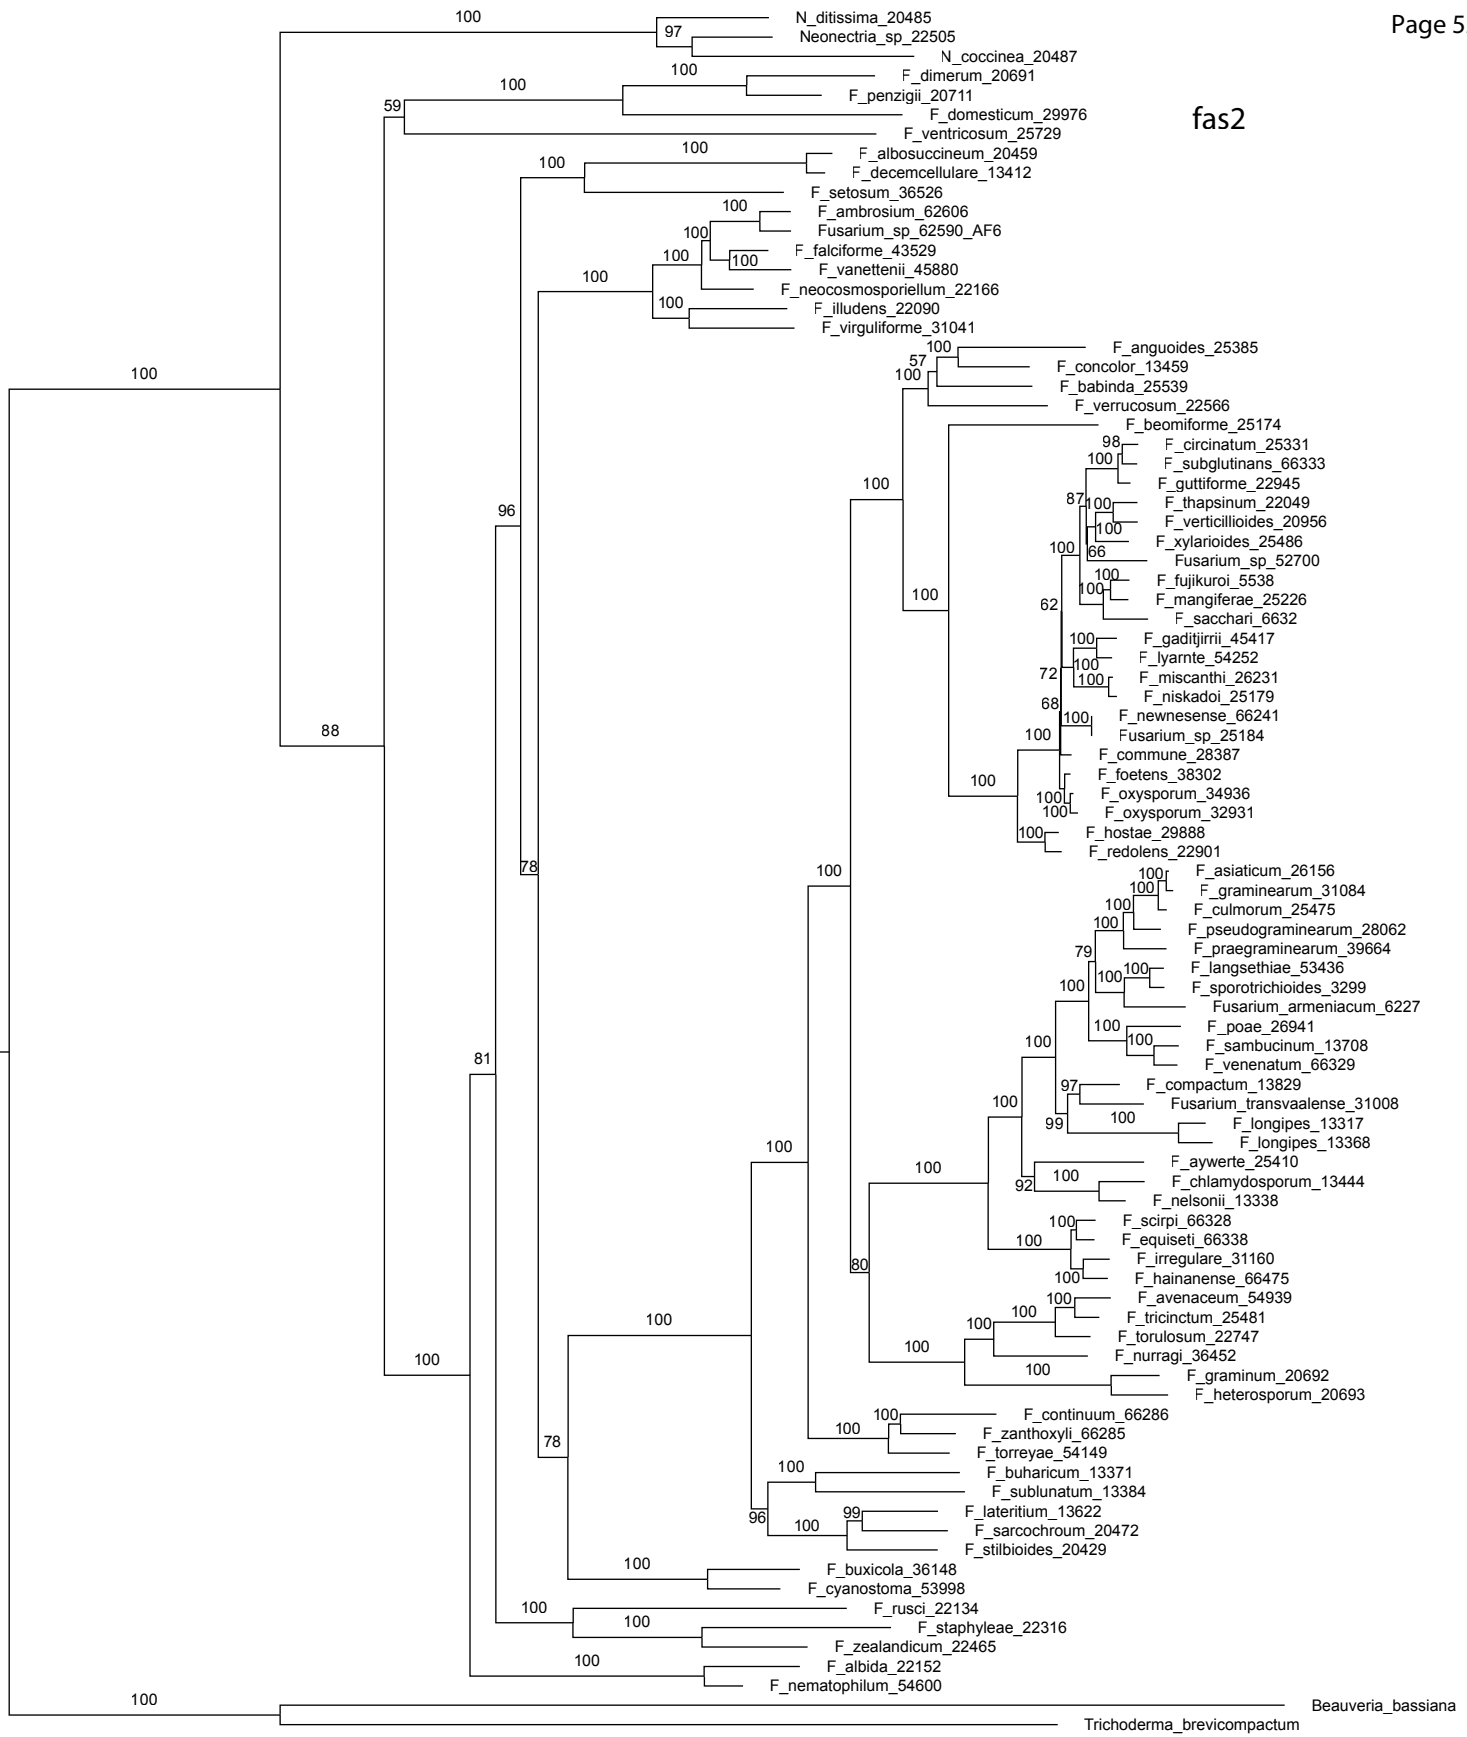 Page 5
fas2
100
N_ditissima_20485
97
Neonectria_sp_22505
N_coccinea_20487
100
F_dimerum_20691
100
F_penzigii_20711
59
F_domesticum_29976
F_ventricosum_25729
100
F_albosuccineum_20459
100
F_decemcellulare_13412
F_setosum_36526
100
F_ambrosium_62606
100
Fusarium_sp_62590_AF6
100
F_falciforme_43529
100
F_vanettenii_45880
100
F_neocosmosporiellum_22166
100
F_illudens_22090
F_virguliforme_31041
100
F_anguoides_25385
57
F_concolor_13459
100
F_babinda_25539
100
F_verrucosum_22566
F_beomiforme_25174
98
F_circinatum_25331
100
F_subglutinans_66333
100
F_guttiforme_22945
87
100
F_thapsinum_22049
96
F_verticillioides_20956
100
F_xylarioides_25486
100
66
Fusarium_sp_52700
100
F_fujikuroi_5538
100
F_mangiferae_25226
100
62
F_sacchari_6632
100
F_gaditjirrii_45417
100
F_lyarnte_54252
72
100
F_miscanthi_26231
F_niskadoi_25179
68
100
F_newnesense_66241
88
100
Fusarium_sp_25184
F_commune_28387
100
F_foetens_38302
100
F_oxysporum_34936
100
F_oxysporum_32931
100
F_hostae_29888
F_redolens_22901
78
100
100
F_asiaticum_26156
100
F_graminearum_31084
100
F_culmorum_25475
100
F_pseudograminearum_28062
79
F_praegraminearum_39664
100
F_langsethiae_53436
100
100
F_sporotrichioides_3299
Fusarium_armeniacum_6227
100
100
F_poae_26941
100
F_sambucinum_13708
81
F_venenatum_66329
97
F_compactum_13829
100
Fusarium_transvaalense_31008
99
100
F_longipes_13317
F_longipes_13368
100
100
F_aywerte_25410
92
100
F_chlamydosporum_13444
F_nelsonii_13338
100
F_scirpi_66328
100
F_equiseti_66338
80
F_irregulare_31160
100
F_hainanense_66475
100
F_avenaceum_54939
100
100
F_tricinctum_25481
100
F_torulosum_22747
100
F_nurragi_36452
100
100
F_graminum_20692
F_heterosporum_20693
100
F_continuum_66286
100
F_zanthoxyli_66285
78
F_torreyae_54149
100
F_buharicum_13371
F_sublunatum_13384
96
99
F_lateritium_13622
100
F_sarcochroum_20472
F_stilbioides_20429
100
F_buxicola_36148
F_cyanostoma_53998
100
F_rusci_22134
100
F_staphyleae_22316
F_zealandicum_22465
100
F_albida_22152
F_nematophilum_54600
100
Beauveria_bassiana
Trichoderma_brevicompactum